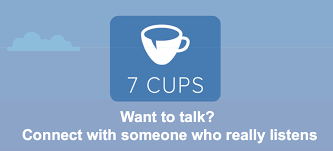 7 CUPS
Want to talk?
Connect with someone who really listens